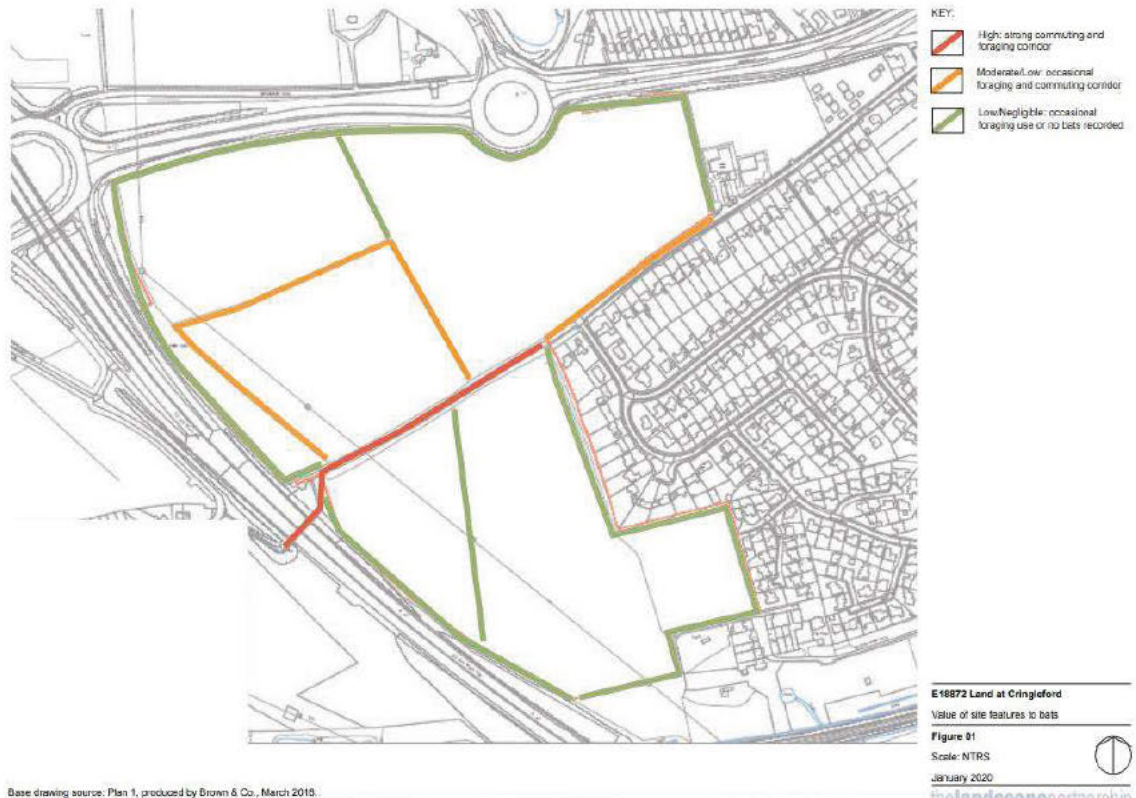 KEY:
High: strong commuting and
foraging corridor
Moderate/Low: occasional
foraging and commuting corridor
Low/Negligible: occasional
foraging use or no bats recorded
E18872 Land at Cringleford
Value of site features to bats
Figure 01
Scale: NTRS
January 2020
thelandscapepartnership
Base drawing source: Plan 1, produced by Brown & Co., March 2018.